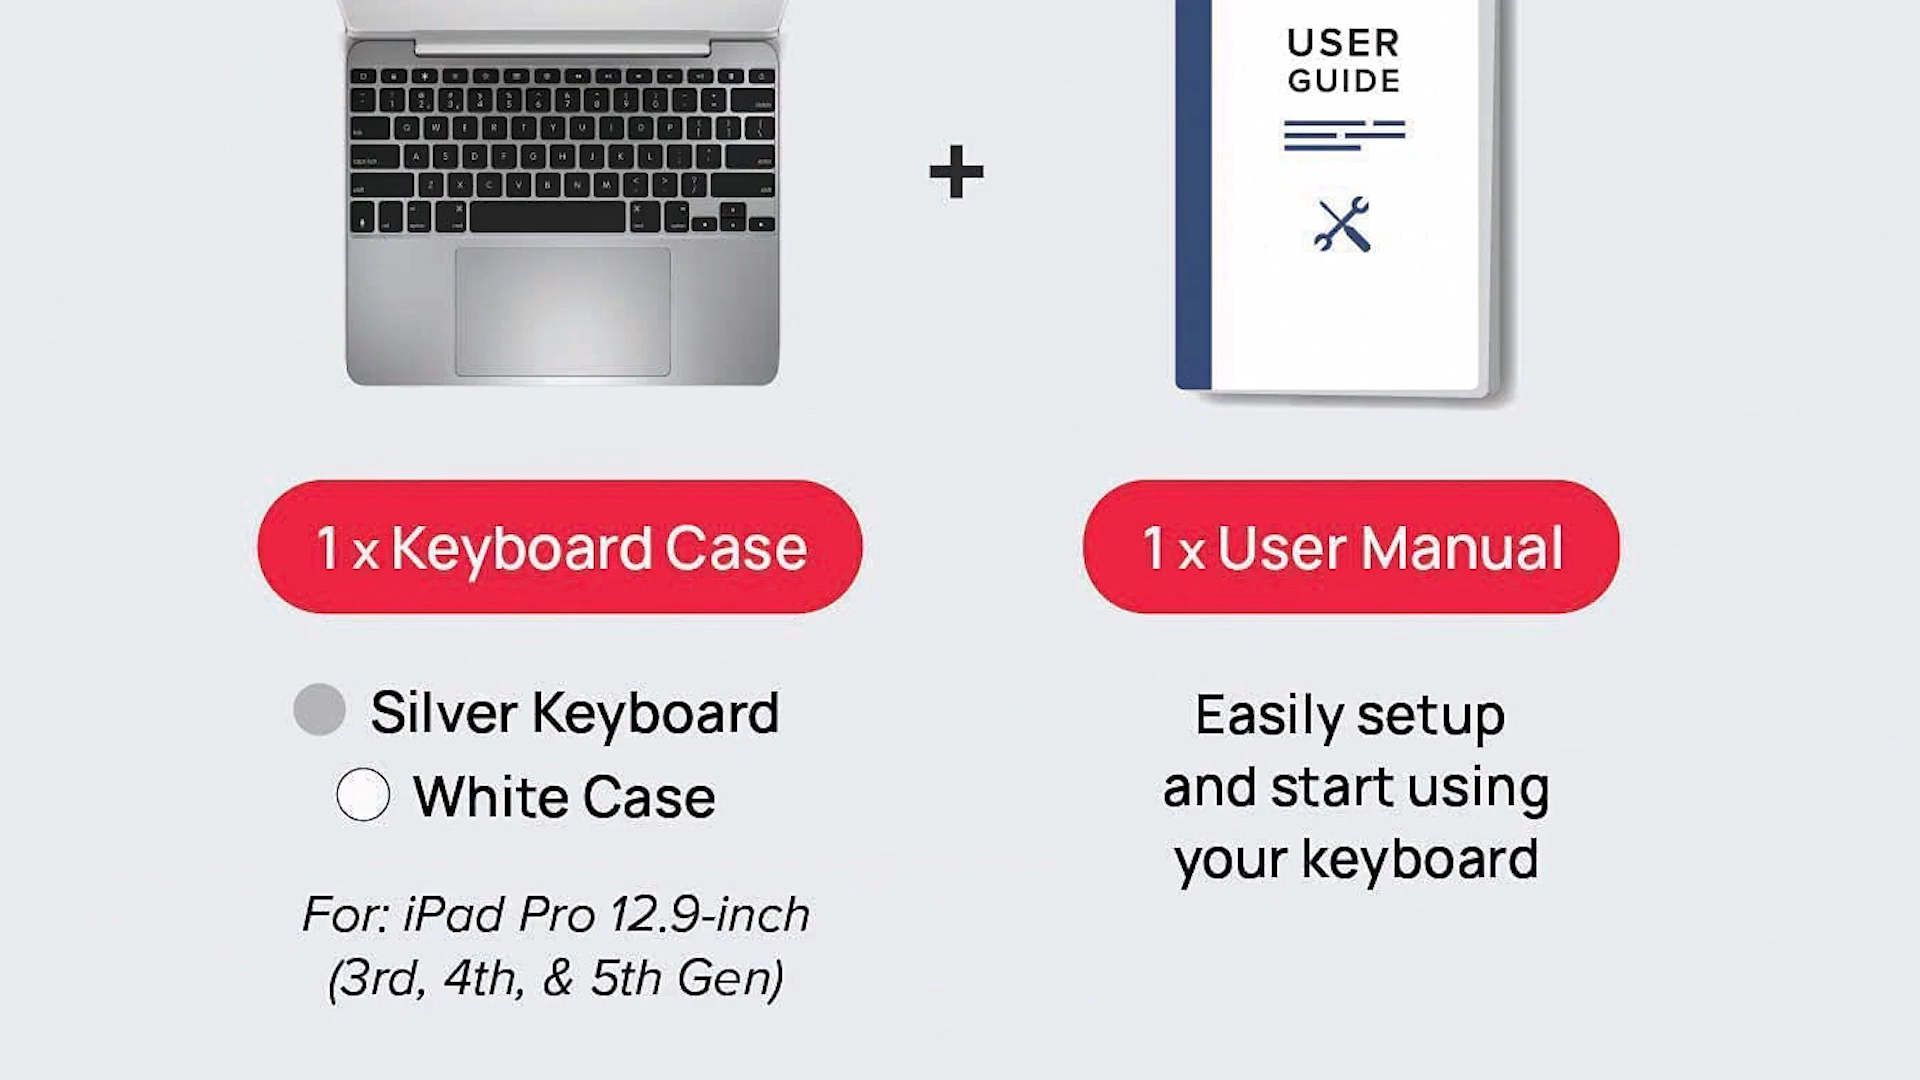 USER
GUIDE
1 x Keyboard Case
1 x User Manual
Silver Keyboard
White Case
For: iPad Pro 12.9-inch
(3rd, 4th, & 5th Gen)
Easily setup
and start using
your keyboard